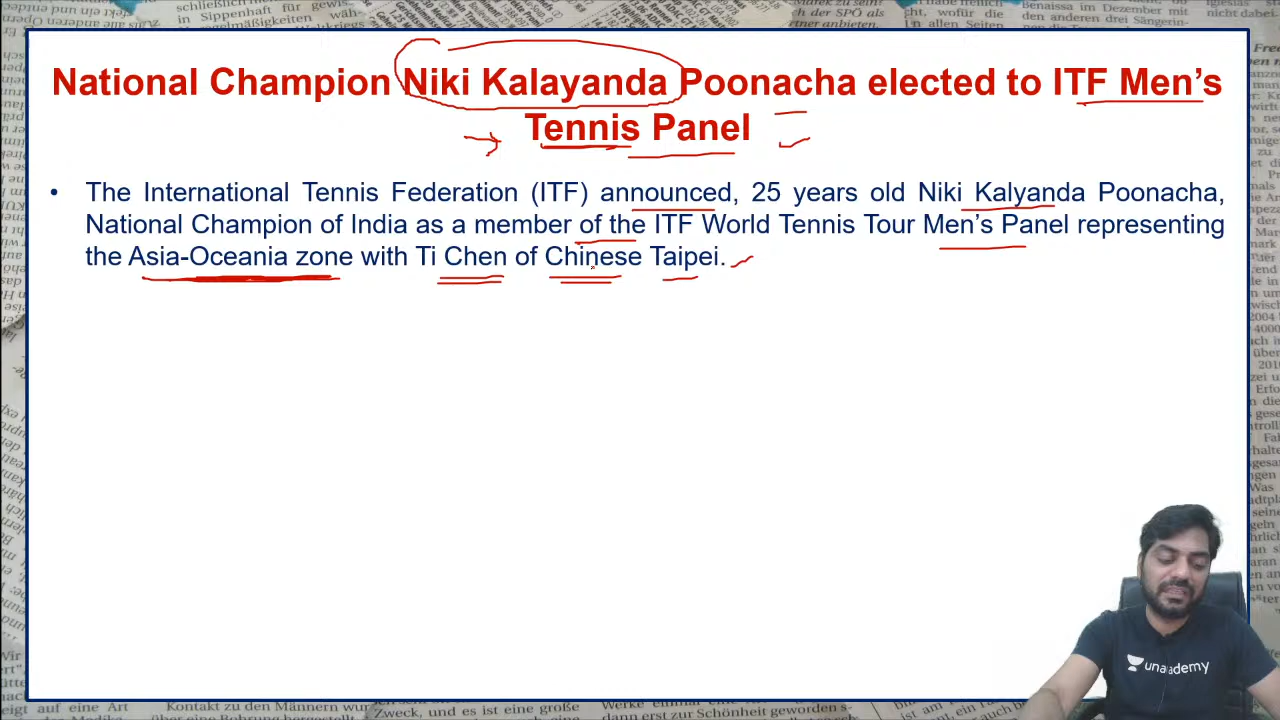 National Champion Niki Kalayanda Poonacha elected to ITF Men’s
Tennis Panel
• The International Tennis Federation (ITF) announced, 25 years old Niki Kalyanda Poonacha,
National Champion of India as a member of the ITF World Tennis Tour Men’s Panel representing
the Asia-Oceania zone with Ti Chen of Chinese Taipei.
unacademy